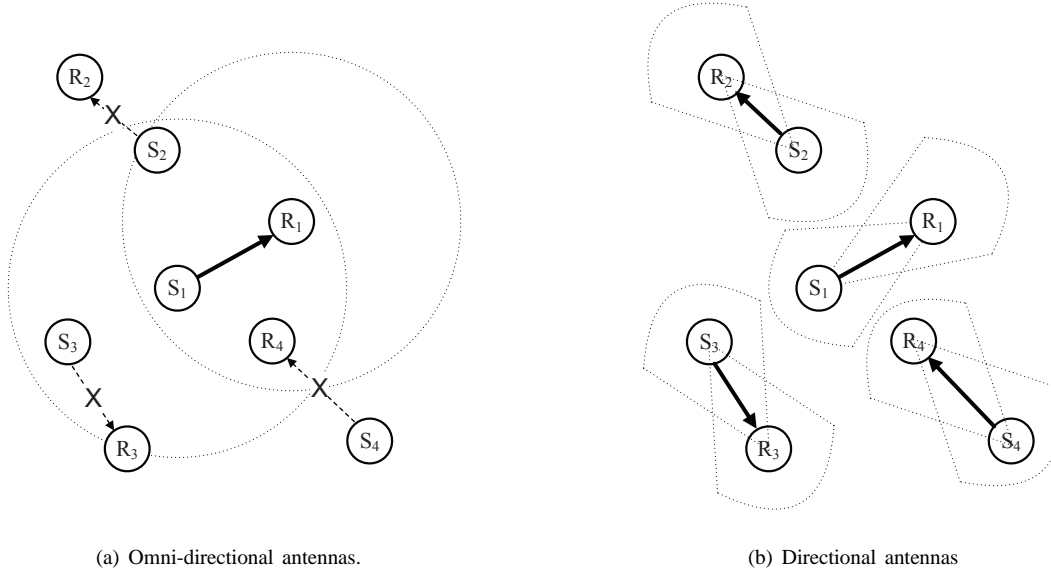 R2
X
S2
R1
S1
S3
R4
X
X
R3
S4
R2
S2
R1
S1
S3
R4
R3
S4
(a) Omni-directional antennas.
(b) Directional antennas